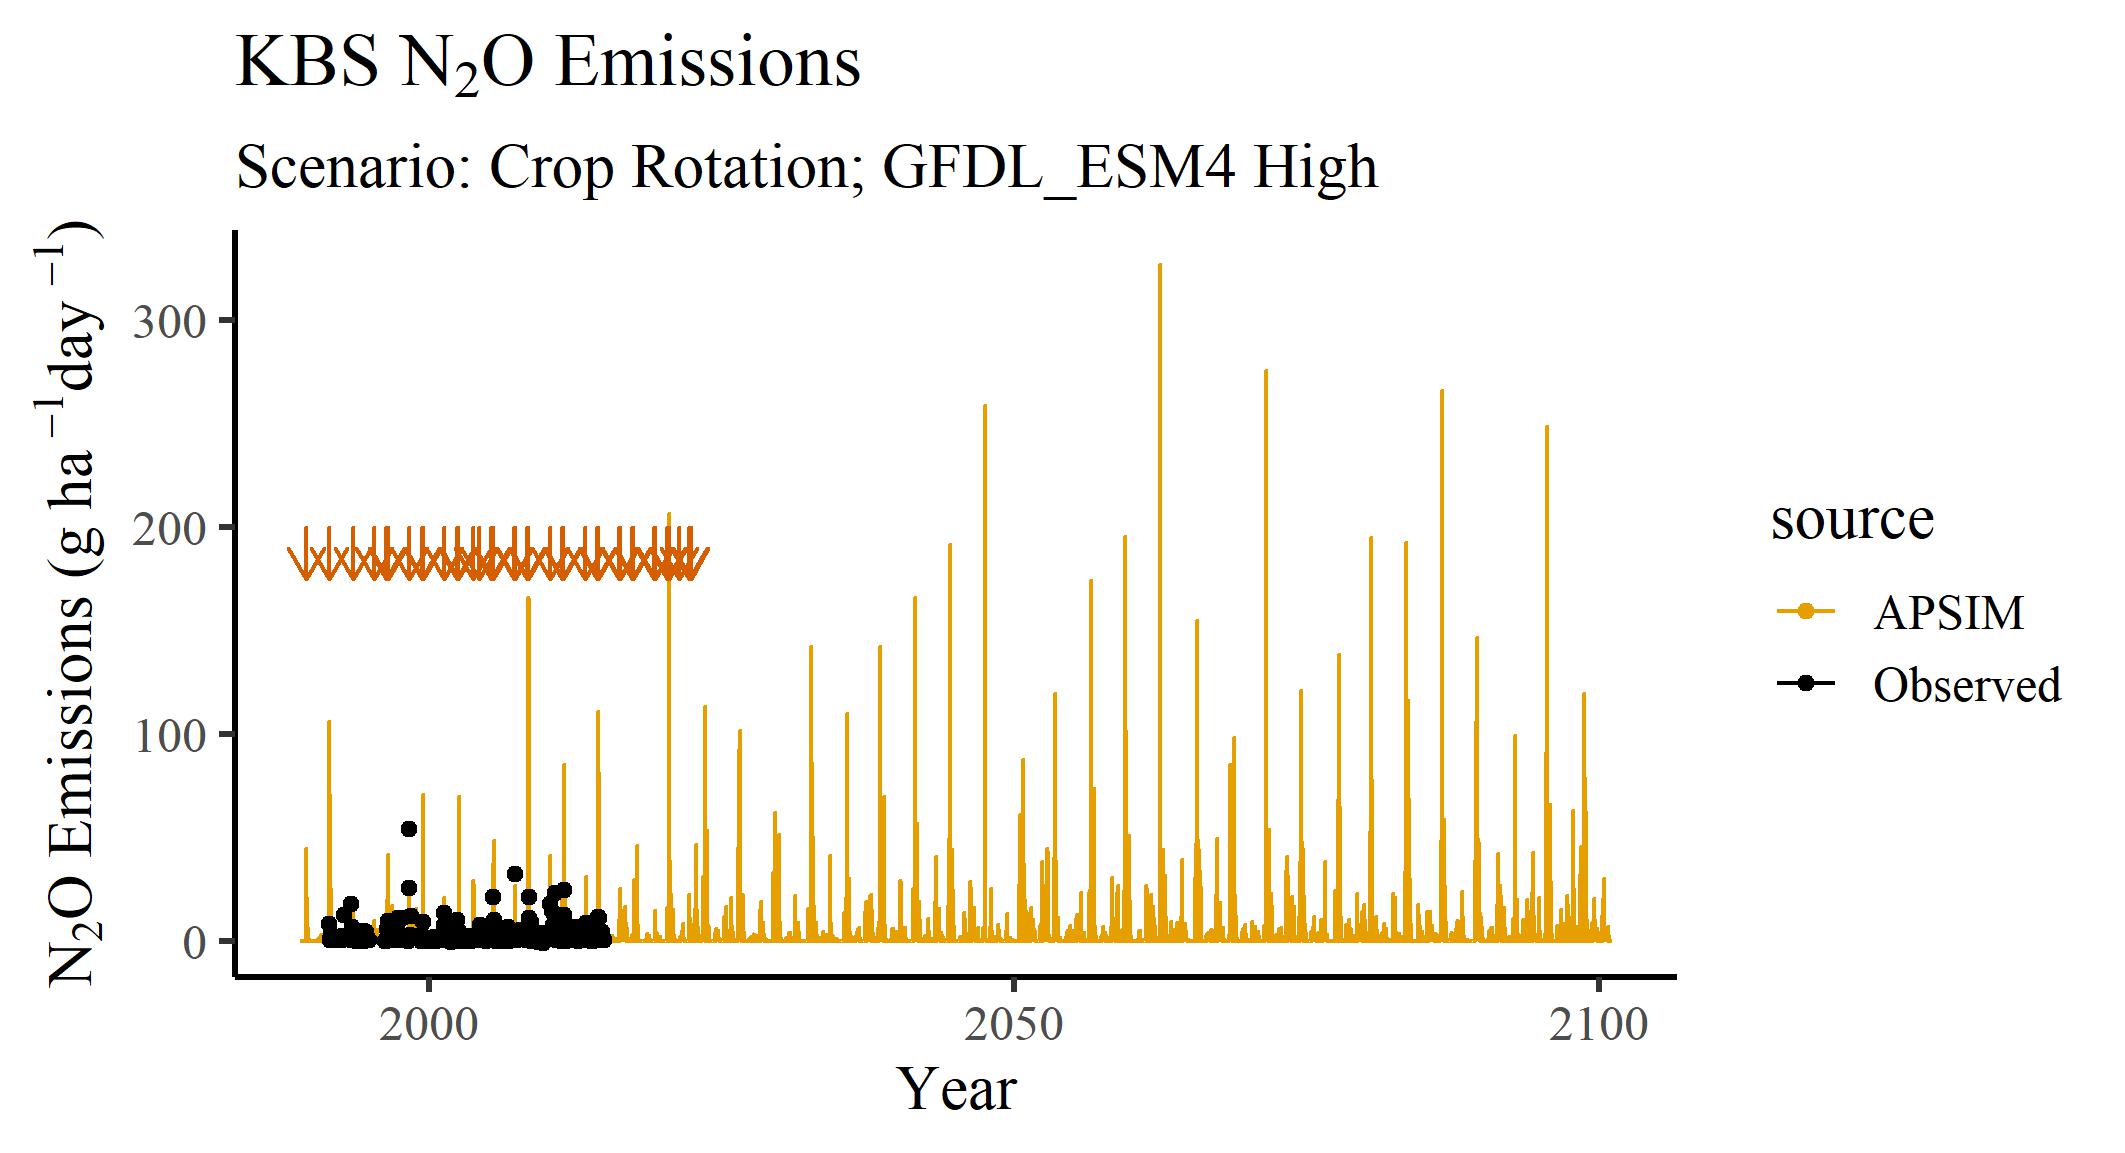 KBS N₂O Emissions
Scenario: Crop Rotation; GFDL_ESM4 High
N₂O Emissions (g ha ⁻¹day ⁻¹)
300
200
100
0
2000 2050 2100
Year
source
APSIM
Observed